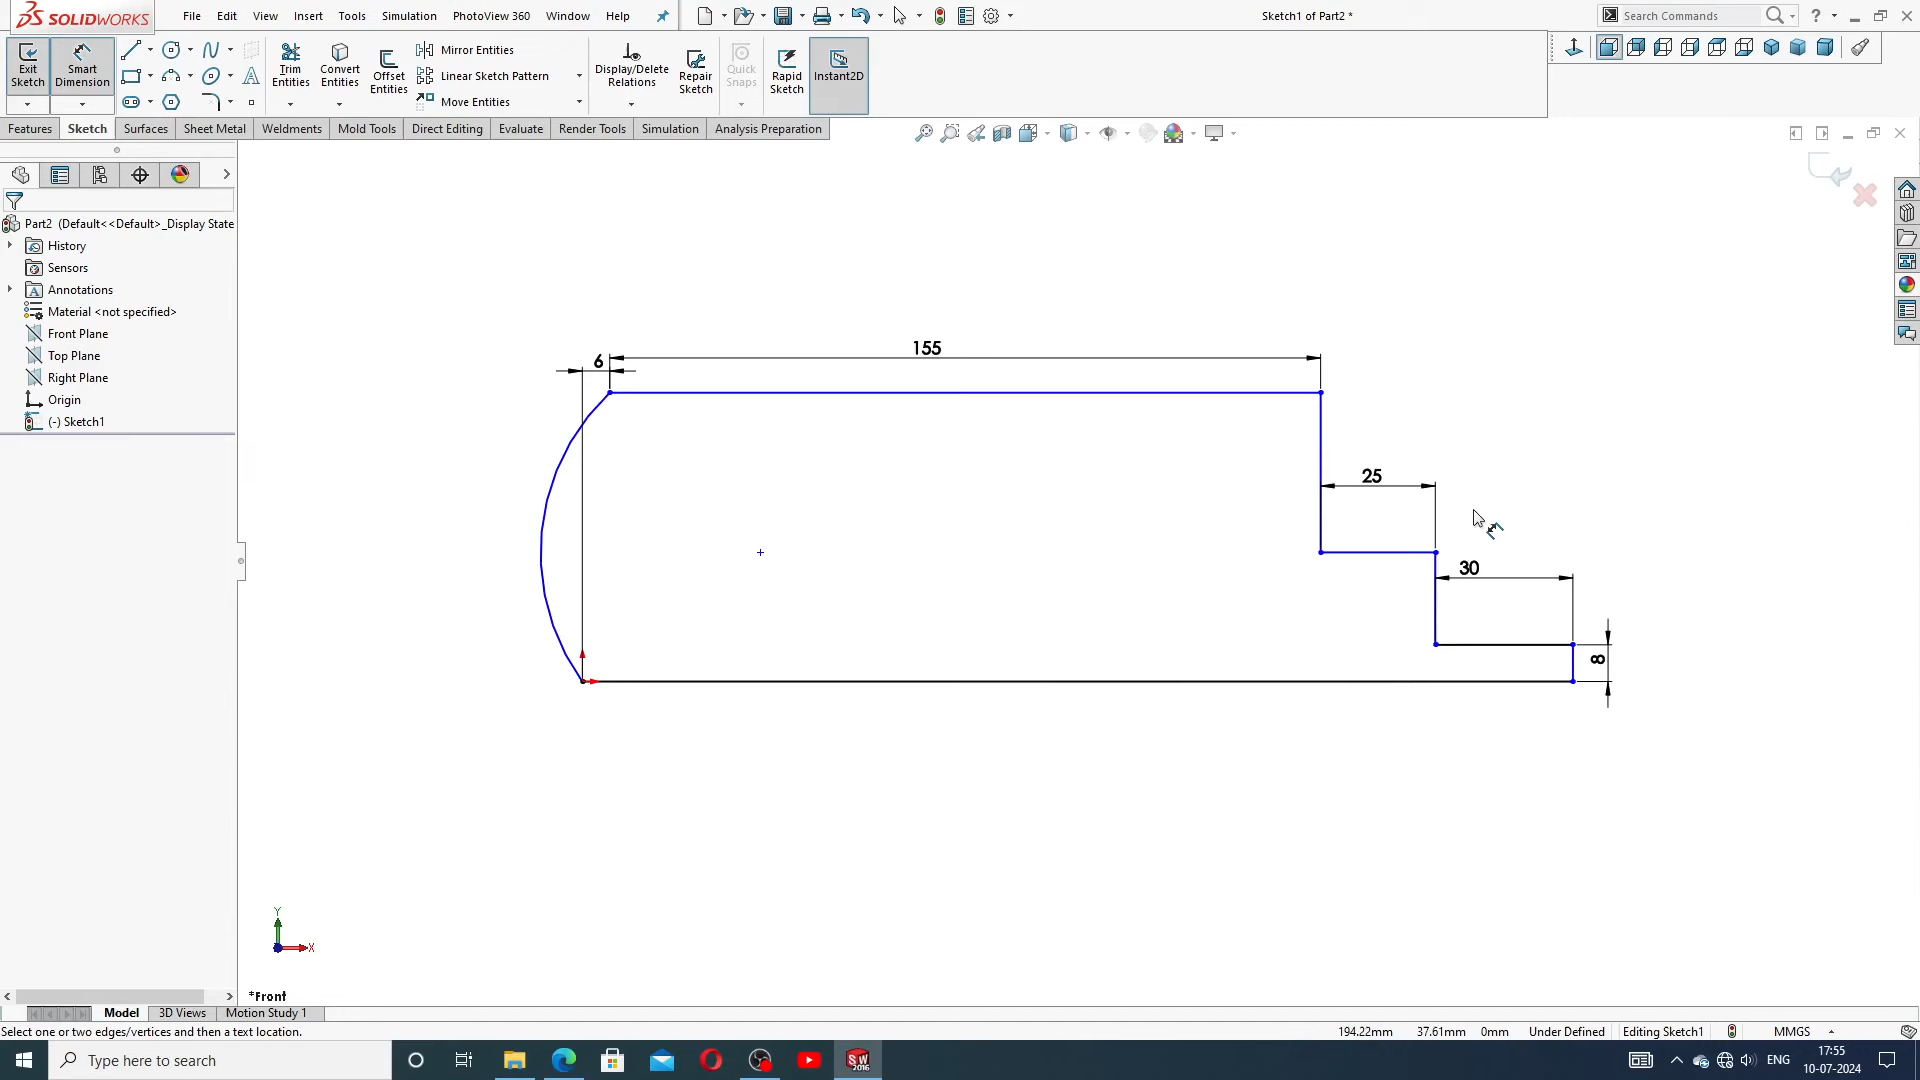 SOLIDWORKS File Edit View Insert Tools Simulation PhotoView 360 Window Help Sketch1 of Part2 * Search Commands ?
Exit Sketch
Smart Dimension
Trim Entities
Convert Entities
Offset Entities
Mirror Entities
Linear Sketch Pattern
Move Entities
Display/Delete Relations
Repair Sketch
Quick Snaps
Rapid Sketch
Instant2D
Features Sketch Surfaces Sheet Metal Weldments Mold Tools Direct Editing Evaluate Render Tools Simulation Analysis Preparation
Part2 (Default<<Default>_Display State
History
Sensors
Annotations
Material <not specified>
Front Plane
Top Plane
Right Plane
Origin
(-) Sketch1
155
6
25
30
8
Y
X
*Front
Model 3D Views Motion Study 1
Select one or two edges/vertices and then a text location. 194.22mm 37.61mm 0mm Under Defined Editing Sketch1 MMGS
Type here to search
SW 2016
ENG
17:55
10-07-2024